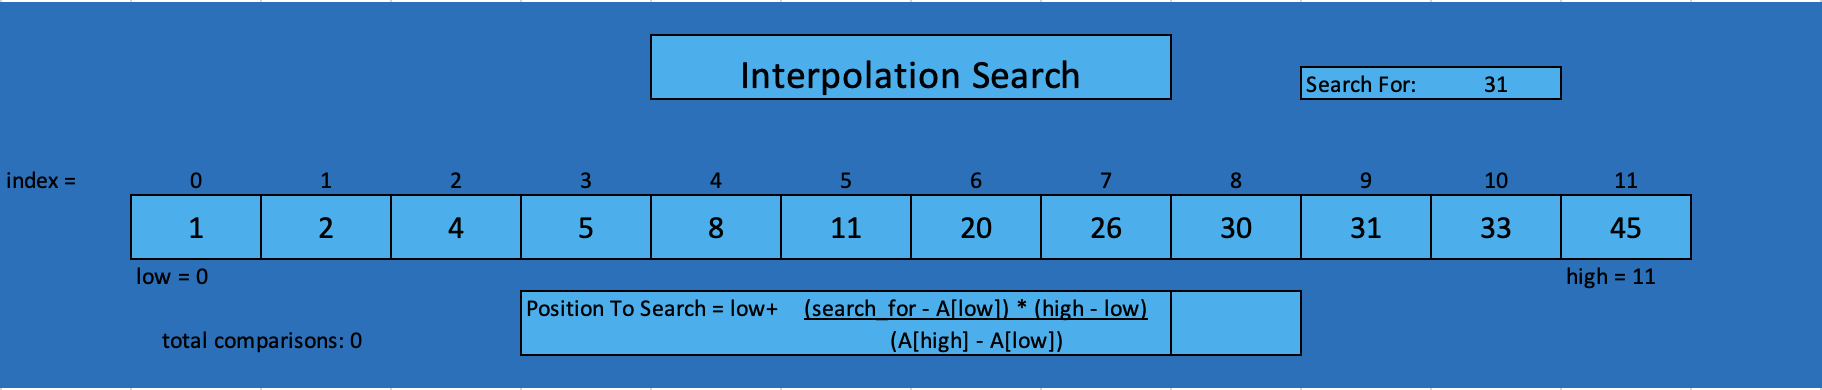 Interpolation Search
Search For: 31
index = 0 1 2 3 4 5 6 7 8 9 10 11
1 2 4 5 8 11 20 26 30 31 33 45
low = 0 high = 11
Position To Search = low+ (search_for - A[low]) * (high - low)
total comparisons: 0 (A[high] - A[low])